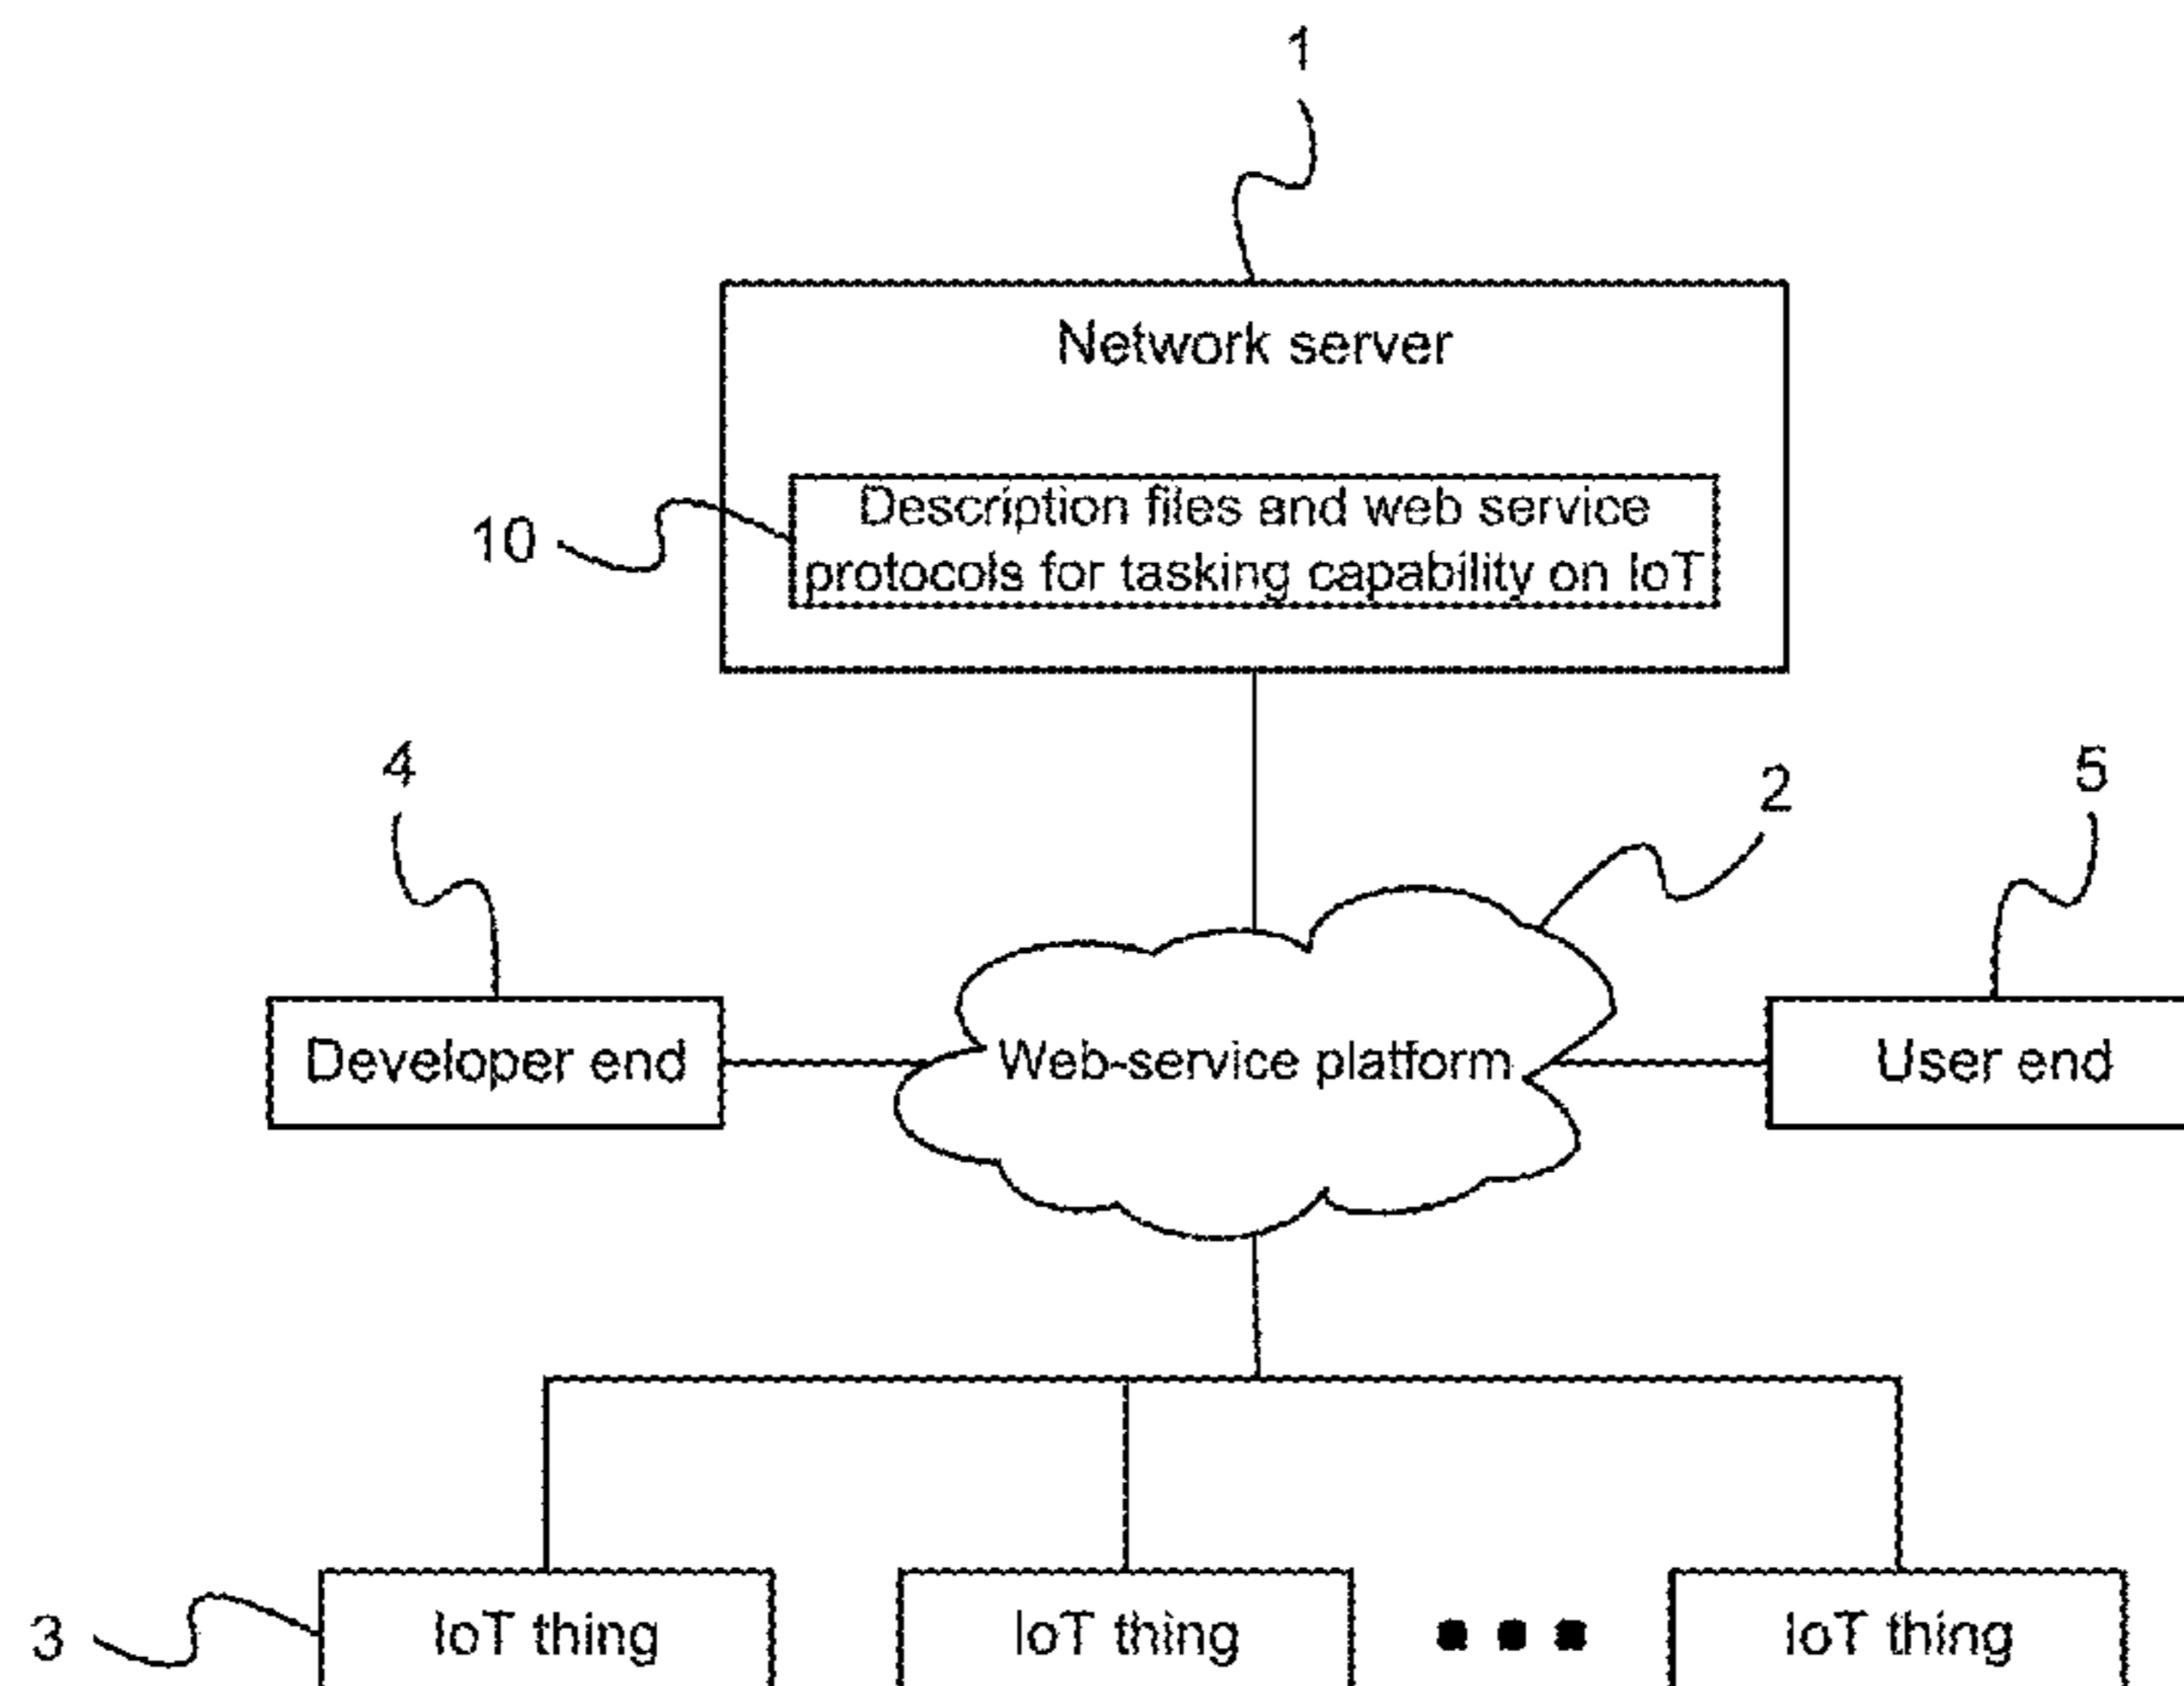 1
Network server
Description files and web service
protocols for tasking capability on IoT
10
4
2
5
Developer end
Web-service platform
User end
3
IoT thing
IoT thing
IoT thing